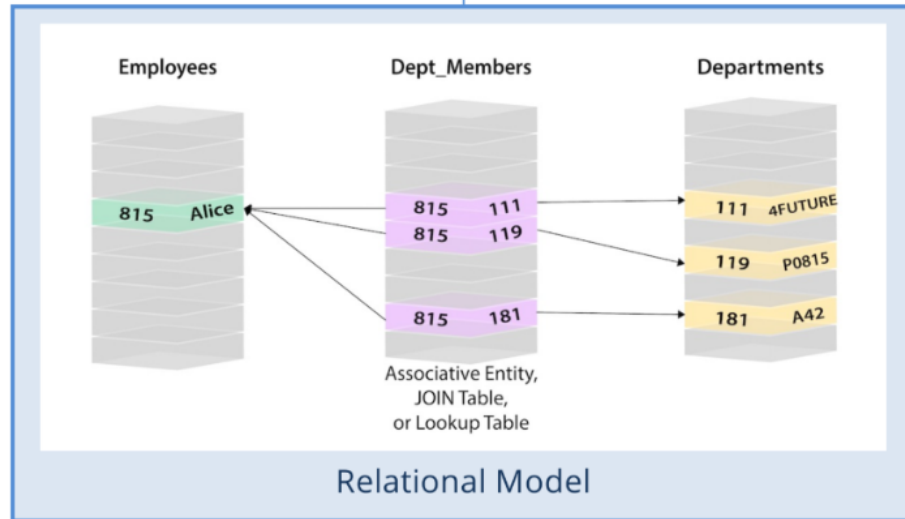 Employees
Dept_Members
Departments
815 Alice
815 111
815 119
815 181
111 4FUTURE
119 P0815
181 A42
Associative Entity,
JOIN Table,
or Lookup Table
Relational Model